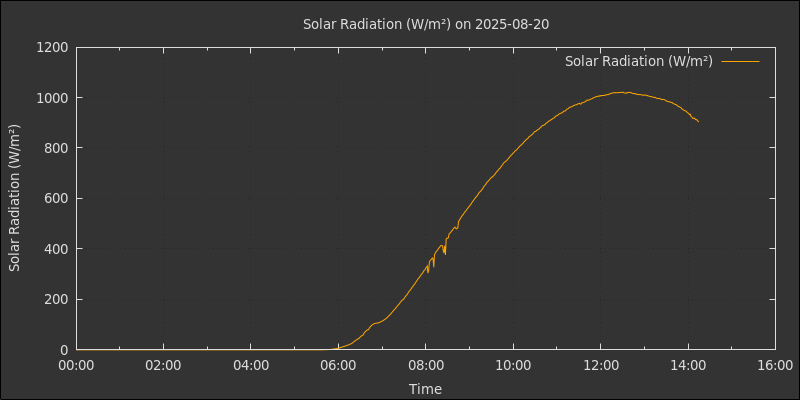 Solar Radiation (W/m²) on 2025-08-20
Solar Radiation (W/m²)
1200
1000
800
600
400
200
0
Solar Radiation (W/m²)
00:00 02:00 04:00 06:00 08:00 10:00 12:00 14:00 16:00
Time